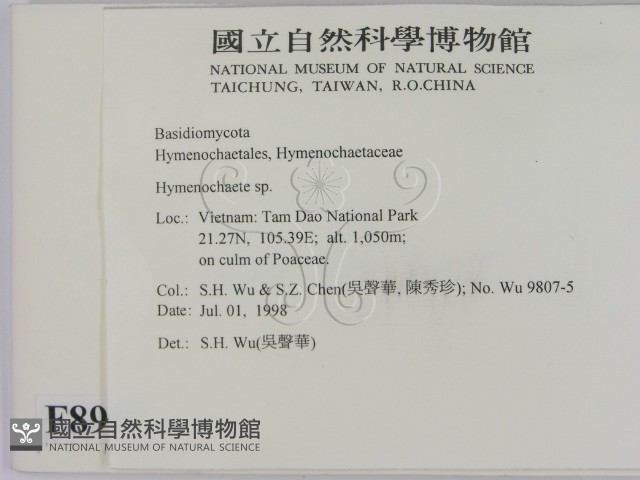 國立自然科學博物館
NATIONAL MUSEUM OF NATURAL SCIENCE
TAICHUNG, TAIWAN, R.O.CHINA
Basidiomycota
Hymenochaetales, Hymenochaetaceae
Hymenochaete sp.
Loc.: Vietnam: Tam Dao National Park
21.27N, 105.39E; alt. 1,050m;
on culm of Poaceae.
Col.: S.H. Wu & S.Z. Chen(吳聲華, 陳秀珍); No. Wu 9807-5
Date: Jul. 01, 1998
Det.: S.H. Wu(吳聲華)
F89
國立自然科學博物館
NATIONAL MUSEUM OF NATURAL SCIENCE